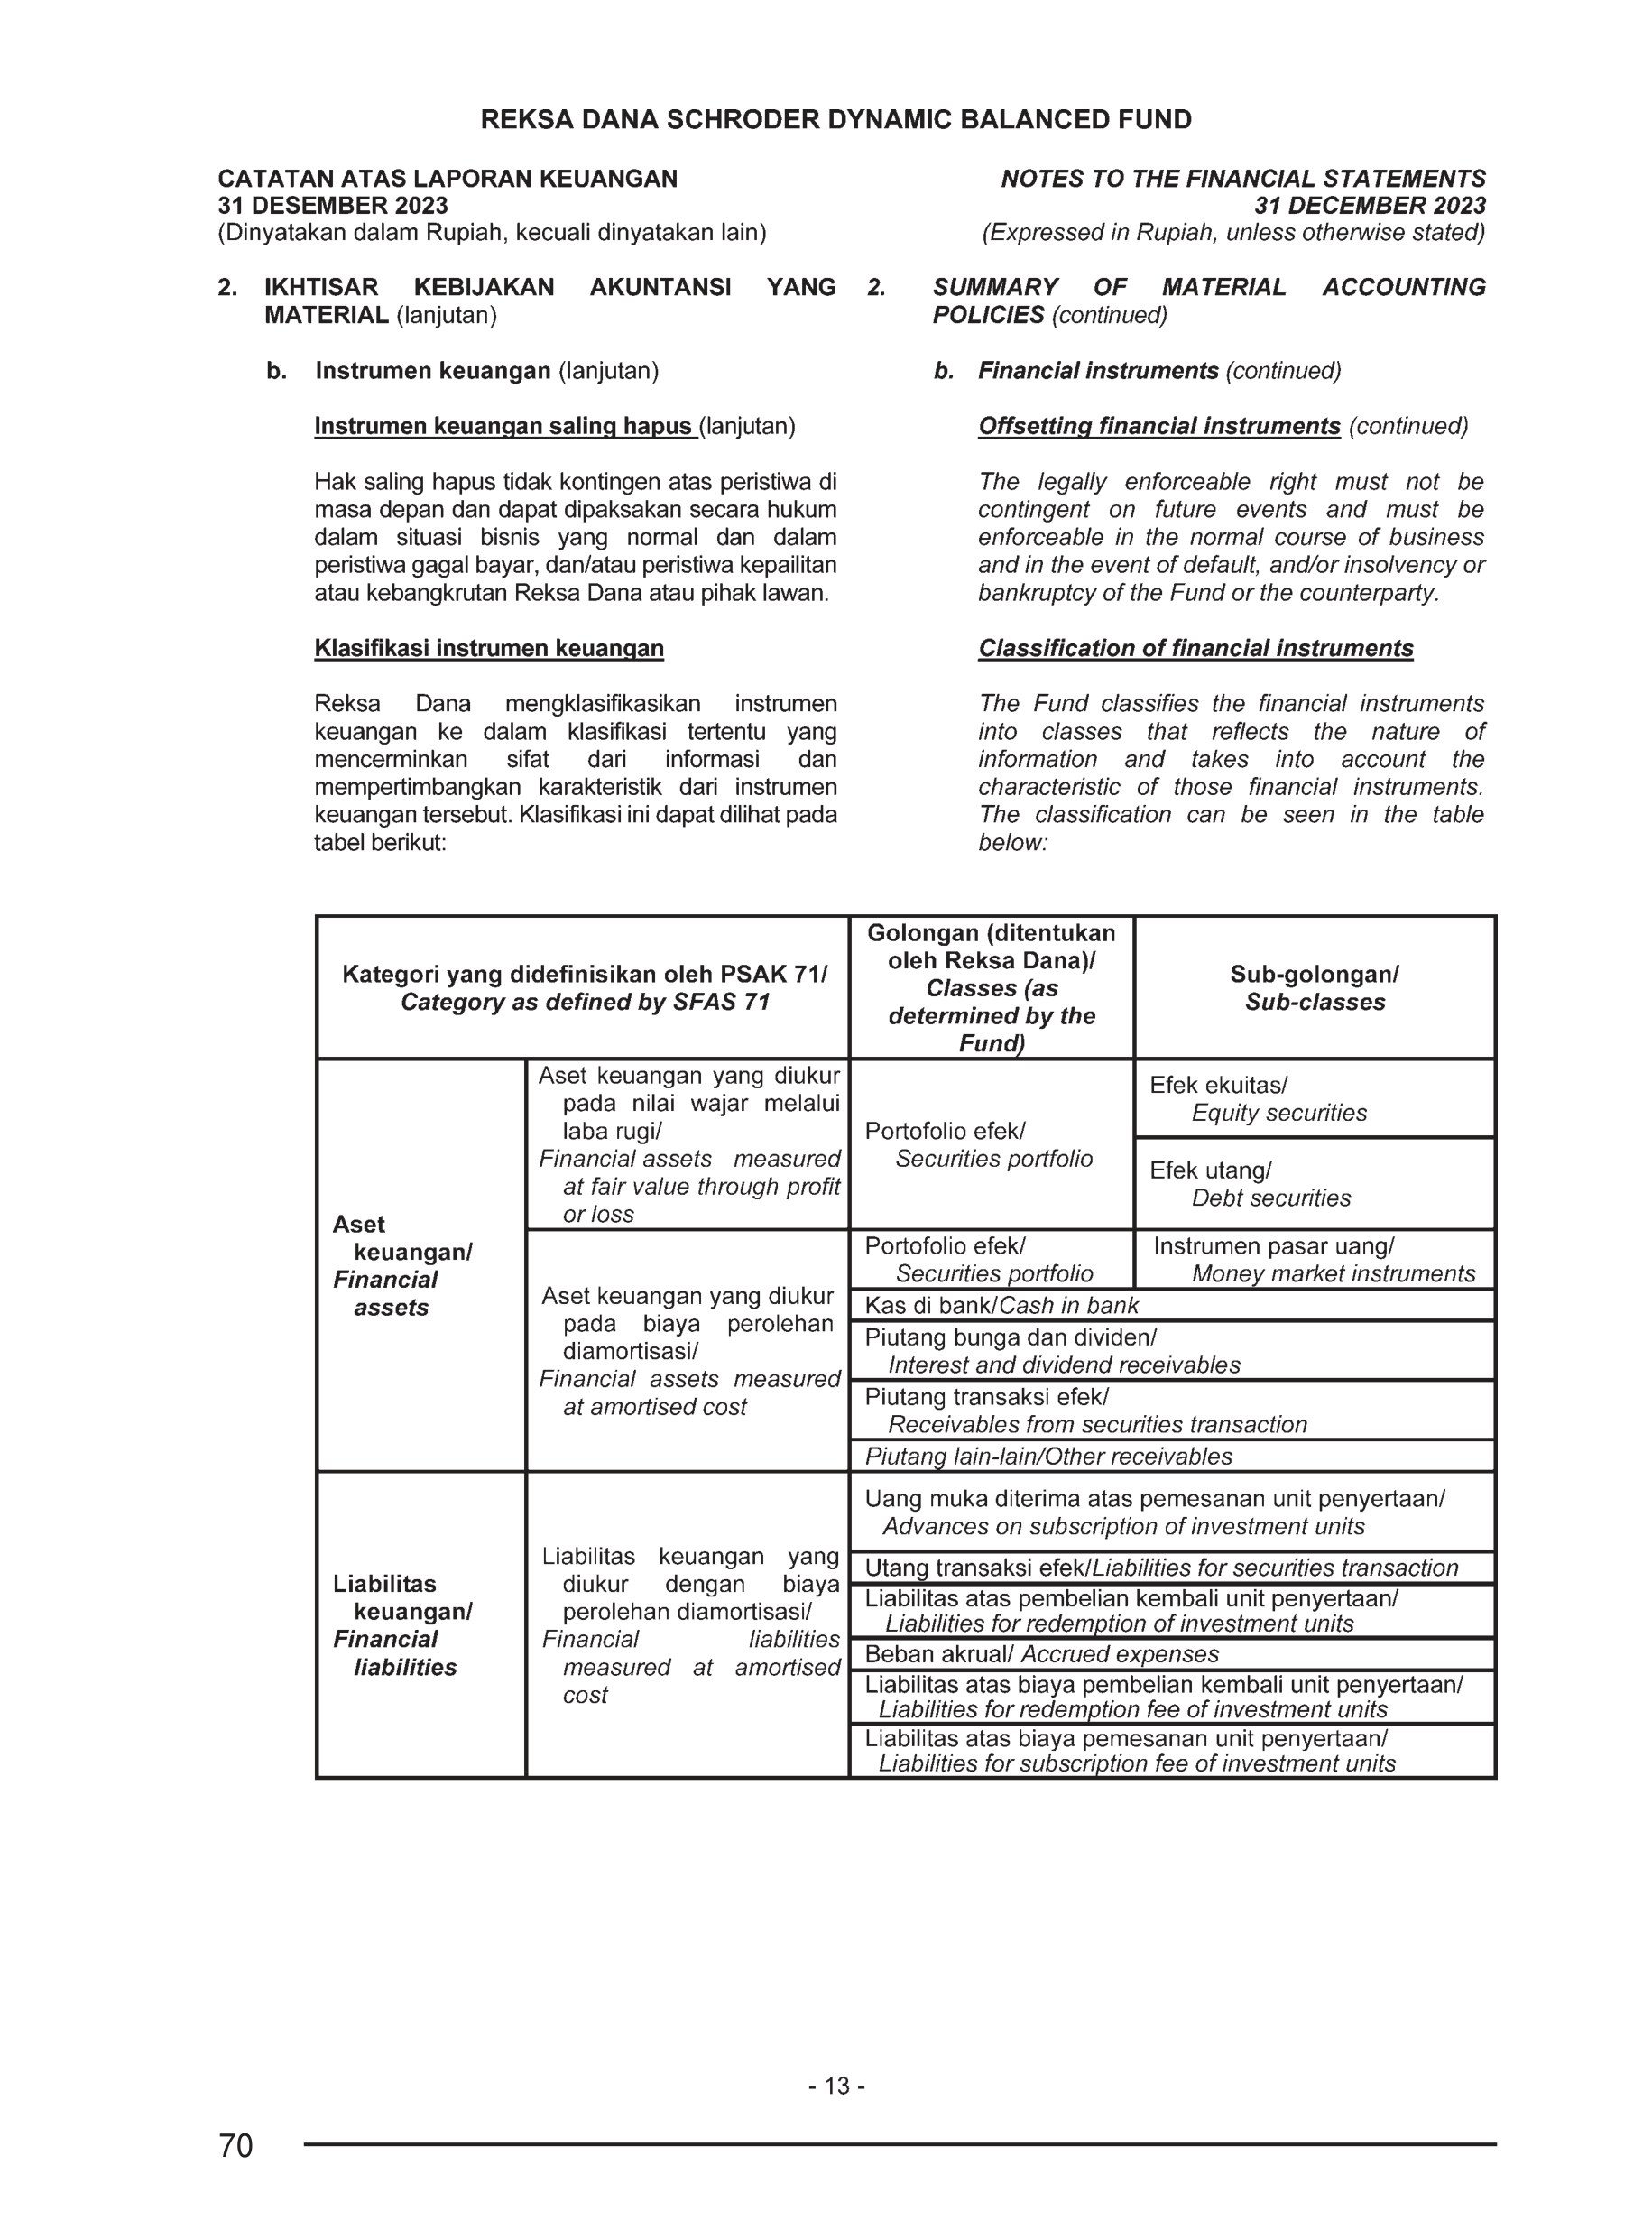 REKSA DANA SCHRODER DYNAMIC BALANCED FUND
CATATAN ATAS LAPORAN KEUANGAN
31 DESEMBER 2023
(Dinyatakan dalam Rupiah, kecuali dinyatakan lain)
NOTES TO THE FINANCIAL STATEMENTS
31 DECEMBER 2023
(Expressed in Rupiah, unless otherwise stated)
2. IKHTISAR KEBIJAKAN AKUNTANSI YANG
MATERIAL (lanjutan)
b. Instrumen keuangan (lanjutan)
Instrumen keuangan saling hapus (lanjutan)
Hak saling hapus tidak kontingen atas peristiwa di
masa depan dan dapat dipaksakan secara hukum
dalam situasi bisnis yang normal dan dalam
peristiwa gagal bayar, dan/atau peristiwa kepailitan
atau kebangkrutan Reksa Dana atau pihak lawan.
Klasifikasi instrumen keuangan
Reksa Dana mengklasifikasikan instrumen
keuangan ke dalam klasifikasi tertentu yang
mencerminkan sifat dari informasi dan
mempertimbangkan karakteristik dari instrumen
keuangan tersebut. Klasifikasi ini dapat dilihat pada
tabel berikut:
2. SUMMARY OF MATERIAL ACCOUNTING
POLICIES (continued)
b. Financial instruments (continued)
Offsetting financial instruments (continued)
The legally enforceable right must not be
contingent on future events and must be
enforceable in the normal course of business
and in the event of default, and/or insolvency or
bankruptcy of the Fund or the counterparty.
Classification of financial instruments
The Fund classifies the financial instruments
into classes that reflects the nature of
information and takes into account the
characteristic of those financial instruments.
The classification can be seen in the table
below:
Kategori yang didefinisikan oleh PSAK 71/
Category as defined by SFAS 71
Golongan (ditentukan
oleh Reksa Dana)/
Classes (as
determined by the
Fund)
Sub-golongan/
Sub-classes
Aset
keuangan/
Financial
assets
Aset keuangan yang diukur
pada nilai wajar melalui
laba rugi/
Financial assets measured
at fair value through profit
or loss
Portofolio efek/
Securities portfolio
Efek ekuitas/
Equity securities
Efek utang/
Debt securities
Aset keuangan yang diukur
pada biaya perolehan
diamortisasi/
Financial assets measured
at amortised cost
Portofolio efek/
Securities portfolio
Instrumen pasar uang/
Money market instruments
Kas di bank/Cash in bank
Piutang bunga dan dividen/
Interest and dividend receivables
Piutang transaksi efek/
Receivables from securities transaction
Piutang lain-lain/Other receivables
Liabilitas
keuangan/
Financial
liabilities
Liabilitas keuangan yang
diukur dengan biaya
perolehan diamortisasi/
Financial liabilities
measured at amortised
cost
Uang muka diterima atas pemesanan unit penyertaan/
Advances on subscription of investment units
Utang transaksi efek/Liabilities for securities transaction
Liabilitas atas pembelian kembali unit penyertaan/
Liabilities for redemption of investment units
Beban akrual/ Accrued expenses
Liabilitas atas biaya pembelian kembali unit penyertaan/
Liabilities for redemption fee of investment units
Liabilitas atas biaya pemesanan unit penyertaan/
Liabilities for subscription fee of investment units
- 13 -
70